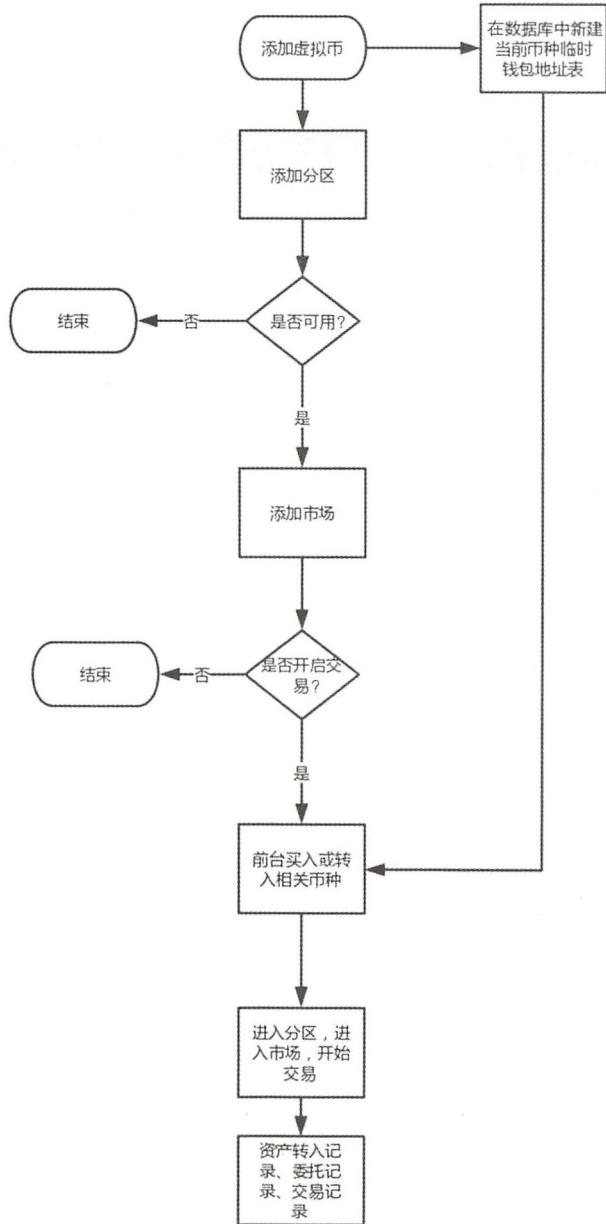 添加虚拟币
在数据库中新建
当前币种临时
钱包地址表
添加分区
是否可用？
否
结束
是
添加市场
是否开启交
易？
否
结束
是
前台买入或转
入相关币种
进入分区，进
入市场，开始
交易
资产转入记
录、委托记
录、交易记
录